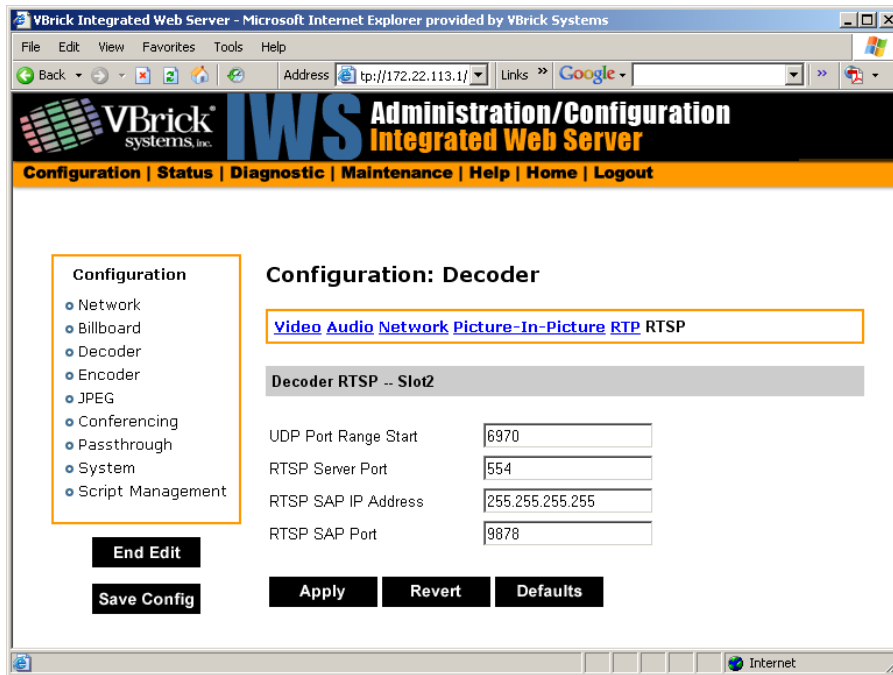 VBrick Integrated Web Server - Microsoft Internet Explorer provided by VBrick Systems
File Edit View Favorites Tools Help
Back Address tp://172.22.113.1/ Links » Google »
VBrick® systems, inc. IWS Administration/Configuration
Integrated Web Server
Configuration | Status | Diagnostic | Maintenance | Help | Home | Logout
Configuration
Network
Billboard
Decoder
Encoder
JPEG
Conferencing
Passthrough
System
Script Management
End Edit
Save Config
Configuration: Decoder
Video Audio Network Picture-In-Picture RTP RTSP
Decoder RTSP -- Slot2
UDP Port Range Start 6970
RTSP Server Port 554
RTSP SAP IP Address 255.255.255.255
RTSP SAP Port 9878
Apply Revert Defaults
Internet